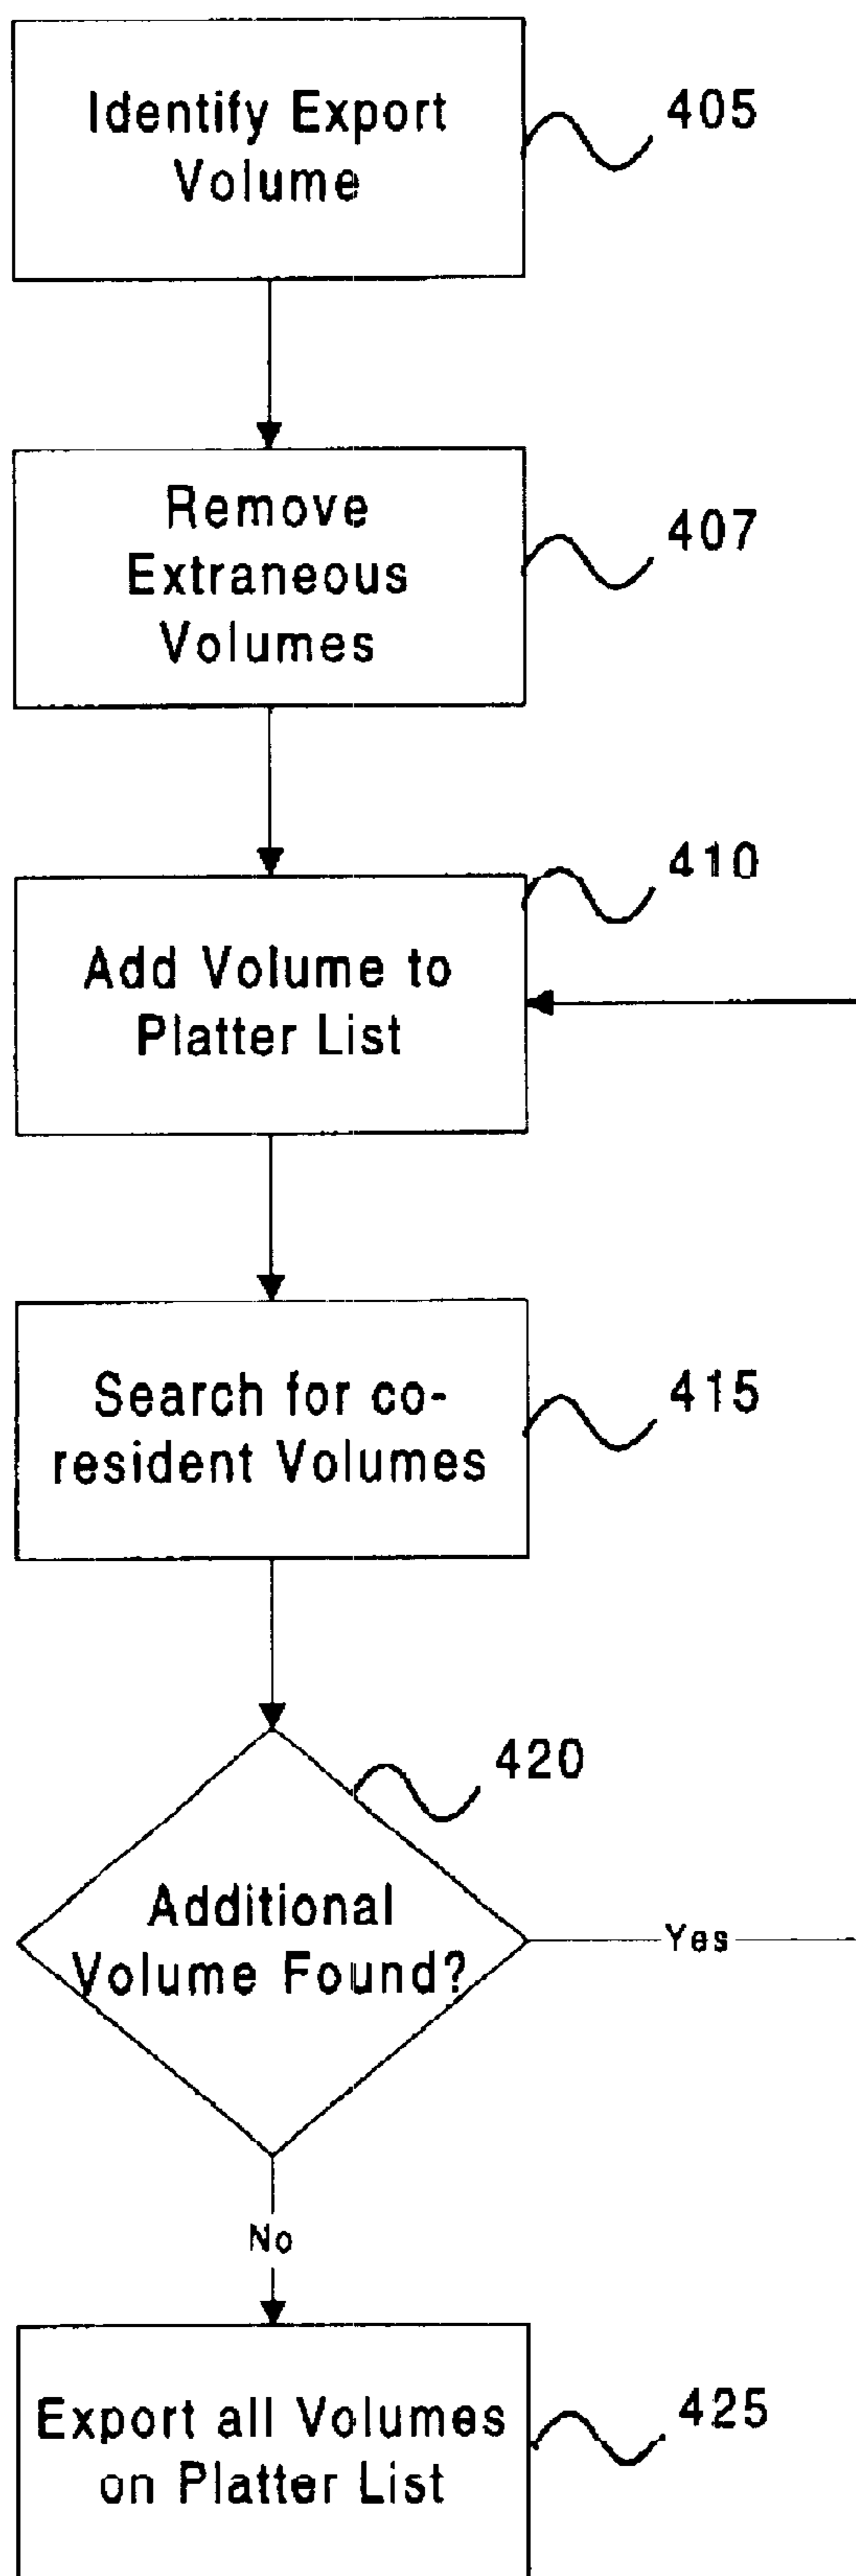 Identify Export
Volume
405
Remove
Extraneous
Volumes
407
410
Add Volume to
Platter List
Search for co-
resident Volumes
415
420
Additional
Volume Found?
Yes
No
Export all Volumes
on Platter List
425